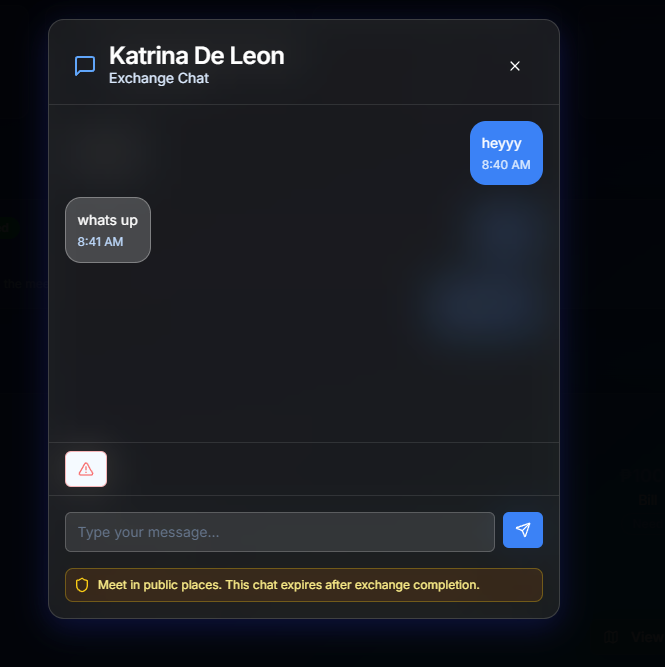 Katrina De Leon
Exchange Chat
heyyy
8:40 AM
whats up
8:41 AM
Type your message...
Meet in public places. This chat expires after exchange completion.